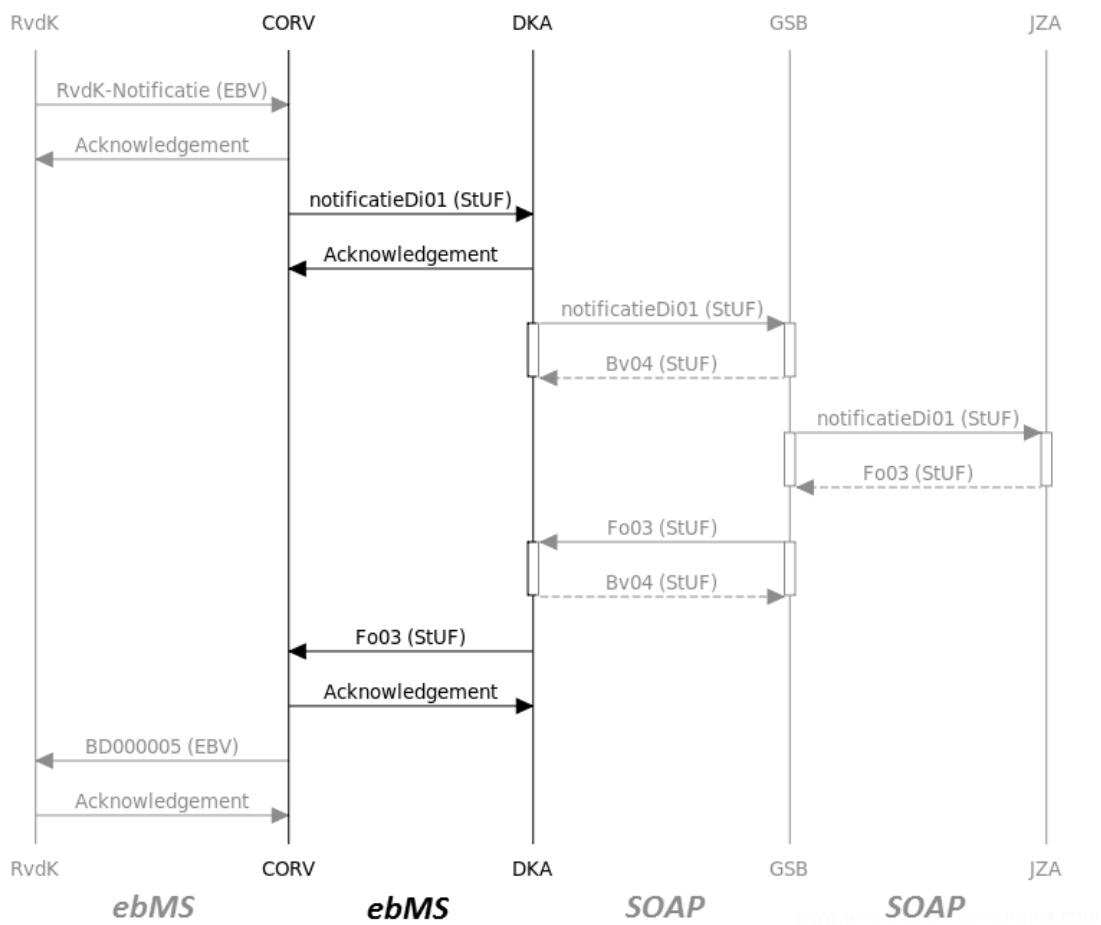 RvdK CORV DKA GSB JZA
RvdK-Notificatie (EBV)
Acknowledgement
notificatieDi01 (StUF)
Acknowledgement
notificatieDi01 (StUF)
Bv04 (StUF)
notificatieDi01 (StUF)
Fo03 (StUF)
Fo03 (StUF)
Bv04 (StUF)
Fo03 (StUF)
Acknowledgement
BD000005 (EBV)
Acknowledgement
RvdK CORV DKA GSB JZA
ebMS ebMS SOAP SOAP